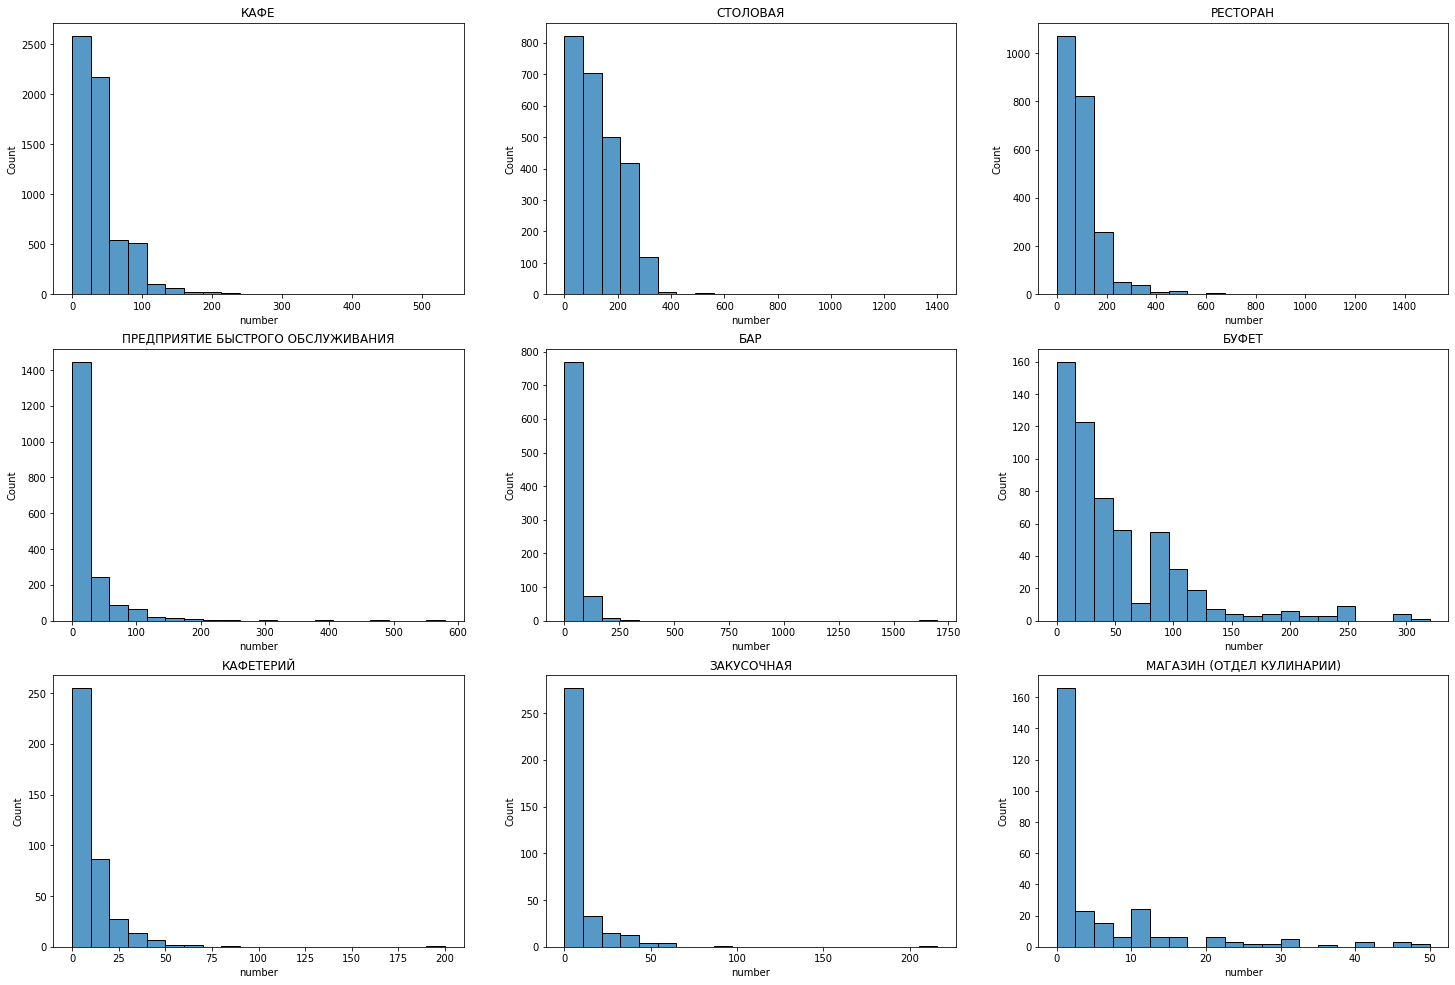 КАФЕ
СТОЛОВАЯ
РЕСТОРАН
2500
2000
1500
1000
500
0
Count
0 100 200 300 400 500
number
800
700
600
500
400
300
200
100
0
Count
0 200 400 600 800 1000 1200 1400
number
1000
800
600
400
200
0
Count
0 200 400 600 800 1000 1200 1400
number
ПРЕДПРИЯТИЕ БЫСТРОГО ОБСЛУЖИВАНИЯ
БАР
БУФЕТ
1400
1200
1000
800
600
400
200
0
Count
0 100 200 300 400 500 600
number
800
700
600
500
400
300
200
100
0
Count
0 250 500 750 1000 1250 1500 1750
number
160
140
120
100
80
60
40
20
0
Count
0 50 100 150 200 250 300
number
КАФЕТЕРИЙ
ЗАКУСОЧНАЯ
МАГАЗИН (ОТДЕЛ КУЛИНАРИИ)
250
200
150
100
50
0
Count
0 25 50 75 100 125 150 175 200
number
250
200
150
100
50
0
Count
0 50 100 150 200
number
160
140
120
100
80
60
40
20
0
Count
0 10 20 30 40 50
number